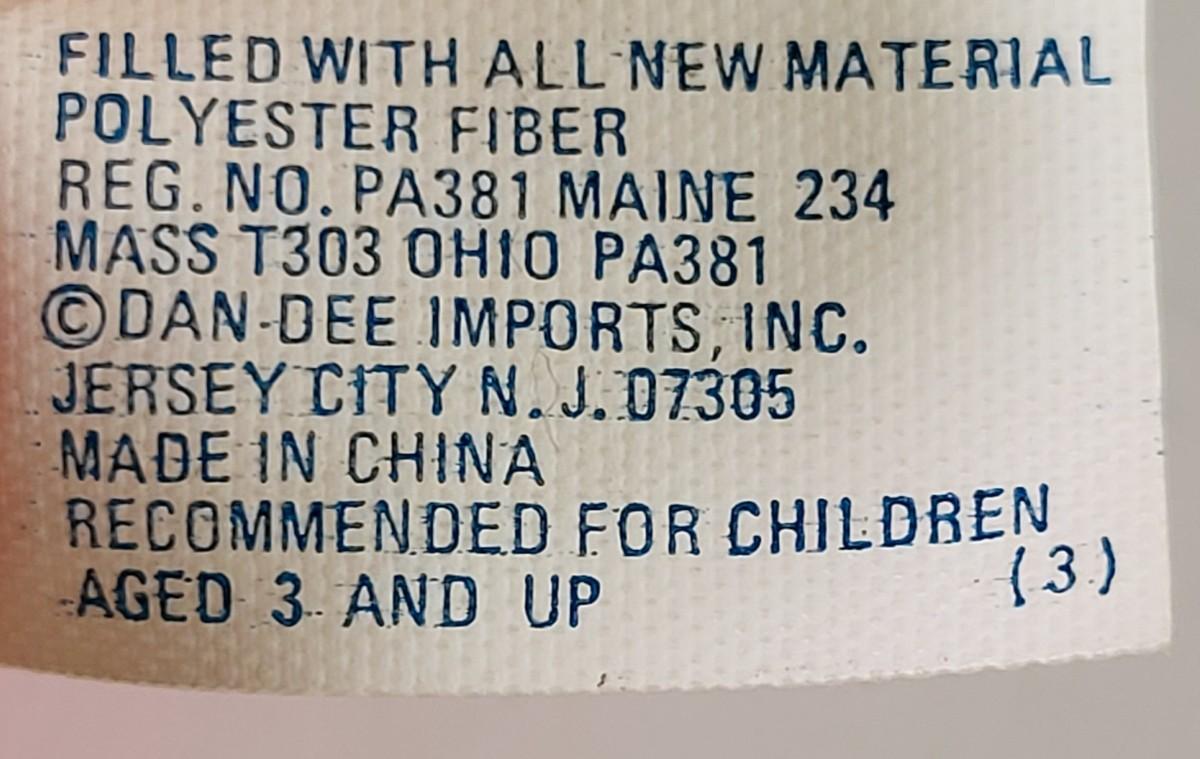 FILLED WITH ALL NEW MATERIAL
POLYESTER FIBER
REG. NO. PA381 MAINE 234
MASS T303 OHIO PA381
©DAN-DEE IMPORTS, INC.
JERSEY CITY N.J. 07305
MADE IN CHINA
RECOMMENDED FOR CHILDREN
AGED 3 AND UP (3)